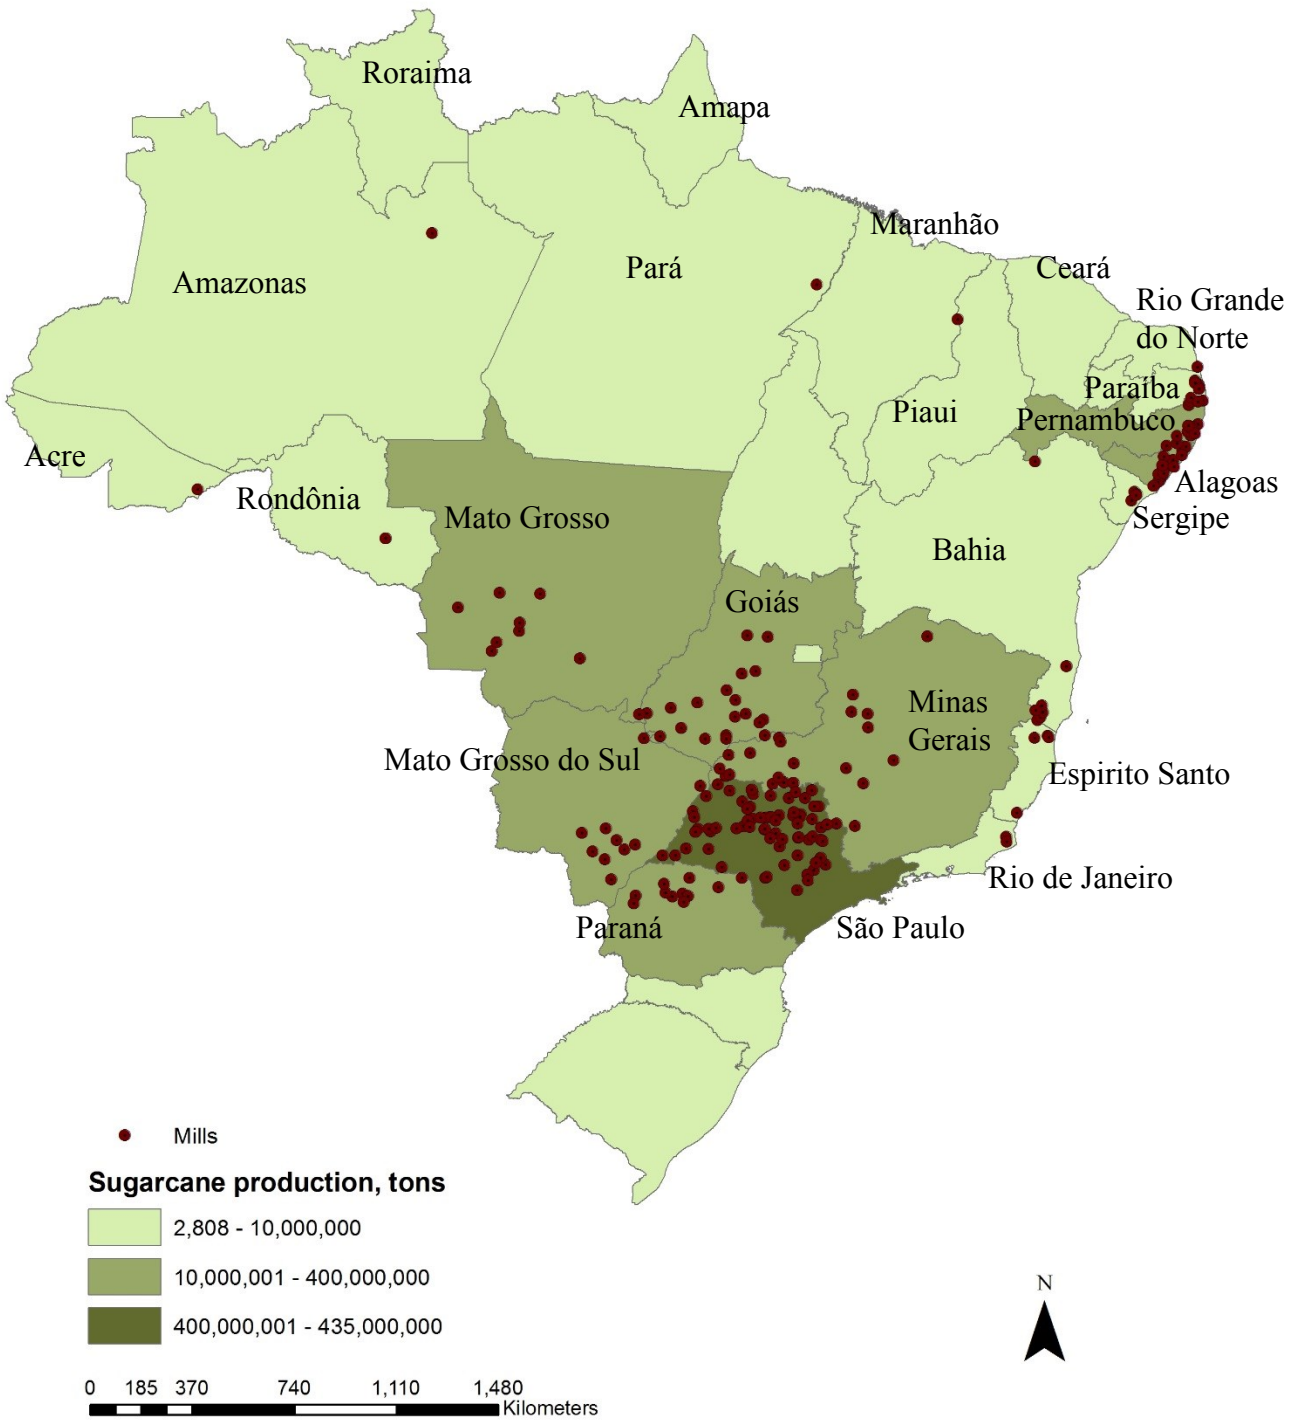 Roraima
Amapa
Maranhão
Ceará
Pará
Amazonas
Rio Grande
do Norte
Paraíba
Piaui
Pernambuco
Acre
Alagoas
Rondônia
Mato Grosso
Sergipe
Bahia
Goiás
Minas
Gerais
Mato Grosso do Sul
Espirito Santo
Rio de Janeiro
Paraná
São Paulo
Mills
Sugarcane production, tons
2,808 - 10,000,000
10,000,001 - 400,000,000
400,000,001 - 435,000,000
N
0 185 370 740 1,110 1,480
Kilometers